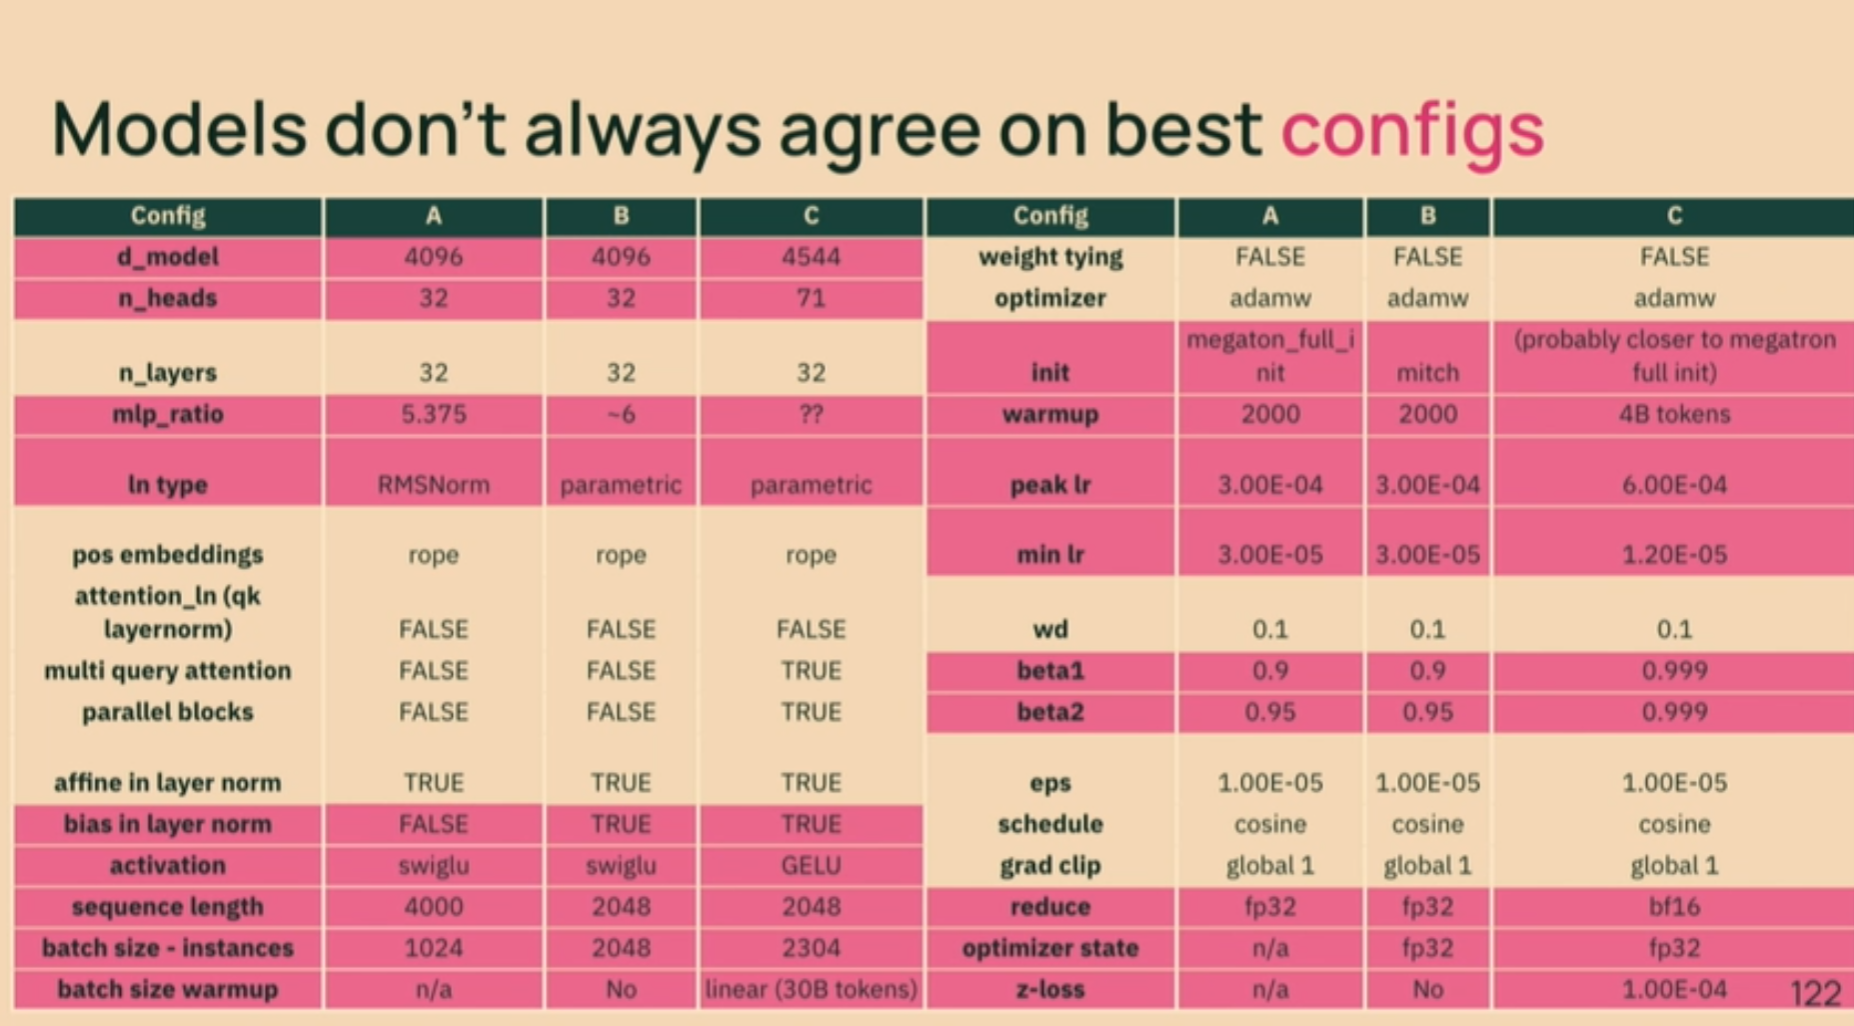 Models don't always agree on best configs
Config A B C Config A B C
d_model 4096 4096 4544 weight tying FALSE FALSE FALSE
n_heads 32 32 71 optimizer adamw adamw adamw
megaton_full_i (probably closer to megatron
n_layers 32 32 32 init nit mitch full init)
mlp_ratio 5.375 ~6 ?? warmup 2000 2000 4B tokens
ln type RMSNorm parametric parametric peak lr 3.00E-04 3.00E-04 6.00E-04
pos embeddings rope rope rope min lr 3.00E-05 3.00E-05 1.20E-05
attention_ln (qk
layernorm) FALSE FALSE FALSE wd 0.1 0.1 0.1
multi query attention FALSE FALSE TRUE beta1 0.9 0.9 0.999
parallel blocks FALSE FALSE TRUE beta2 0.95 0.95 0.999
affine in layer norm TRUE TRUE TRUE eps 1.00E-05 1.00E-05 1.00E-05
bias in layer norm FALSE TRUE TRUE schedule cosine cosine cosine
activation swiglu swiglu GELU grad clip global 1 global 1 global 1
sequence length 4000 2048 2048 reduce fp32 fp32 bf16
batch size - instances 1024 2048 2304 optimizer state n/a fp32 fp32
batch size warmup n/a No linear (30B tokens) z-loss n/a No 1.00E-04 122